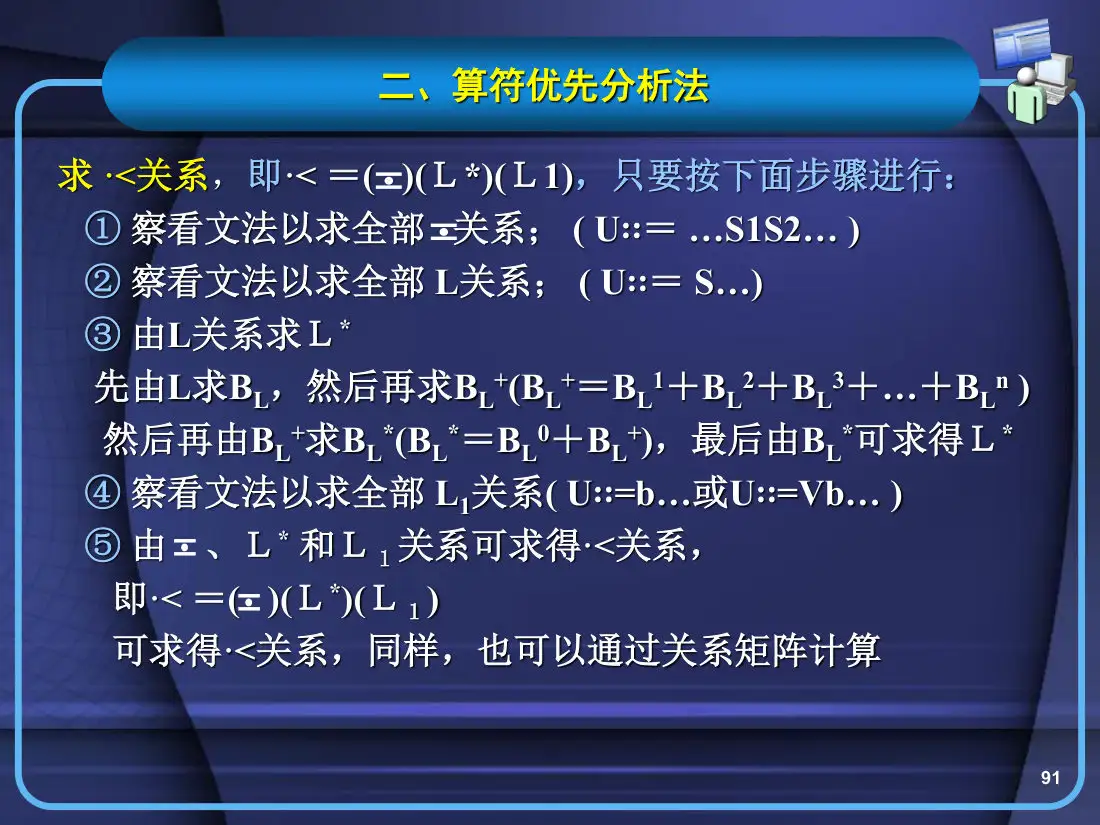 二、算符优先分析法
求 ·<关系，即·< ＝(≐)(Ｌ*)(Ｌ1)，只要按下面步骤进行：
① 察看文法以求全部≐关系； ( U∷＝ …S1S2… )
② 察看文法以求全部 L关系； ( U∷＝ S…)
③ 由L关系求Ｌ*
先由L求BL，然后再求BL+(BL+＝BL1＋BL2＋BL3＋…＋BLn )
然后再由BL+求BL*(BL*＝BL0＋BL+)，最后由BL*可求得Ｌ*
④ 察看文法以求全部 L1关系( U∷=b…或U∷=Vb… )
⑤ 由≐、Ｌ* 和Ｌ１关系可求得·<关系，
即·< ＝(≐)(Ｌ*)(Ｌ１)
可求得·<关系，同样，也可以通过关系矩阵计算
91